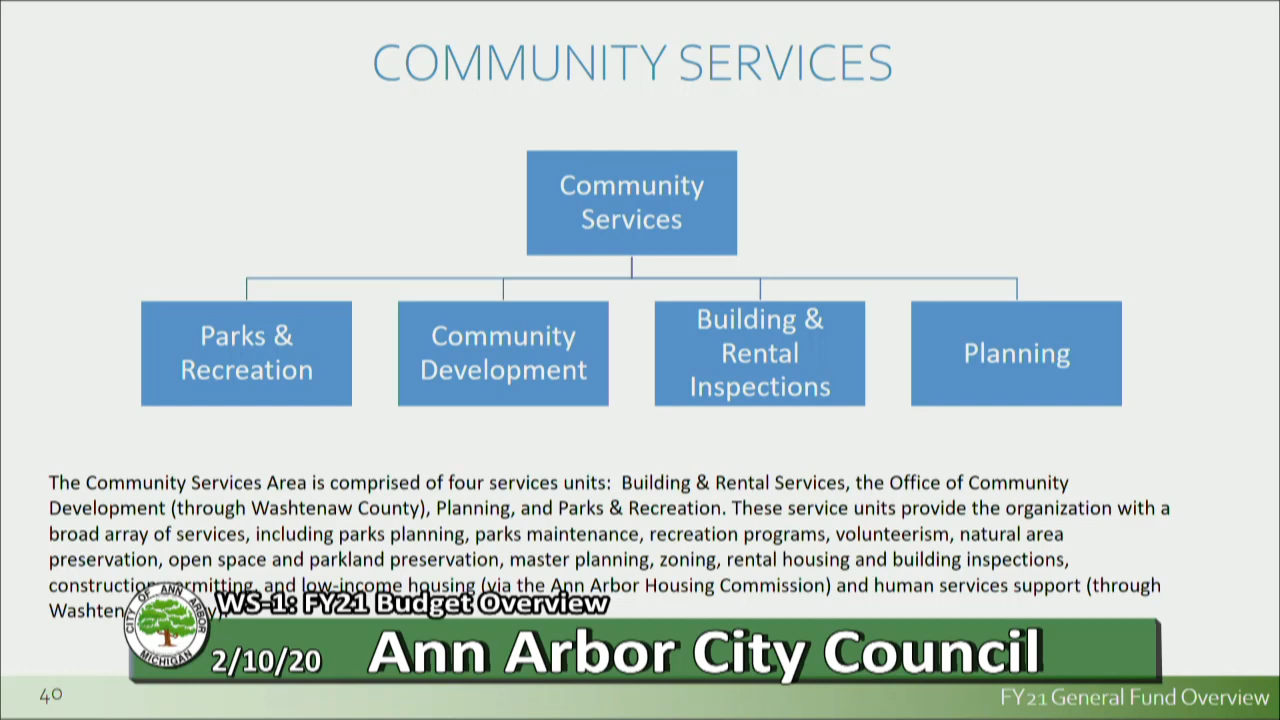 COMMUNITY SERVICES
Community
Services
Parks &
Recreation
Community
Development
Building &
Rental
Inspections
Planning
The Community Services Area is comprised of four services units:  Building & Rental Services, the Office of Community
Development (through Washtenaw County), Planning, and Parks & Recreation. These service units provide the organization with a
broad array of services, including parks planning, parks maintenance, recreation programs, volunteerism, natural area
preservation, open space and parkland preservation, master planning, zoning, rental housing and building inspections,
and low-income housing (via the Ann Arbor Housing Commission) and human services support (through
WS-1: FY21 Budget Overview
CITY OF ANN ARBOR
MICHIGAN
2/10/20
Ann Arbor City Council
40
FY21 General Fund Overview